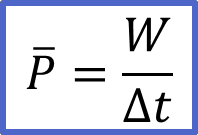 P̄ = W / Δt